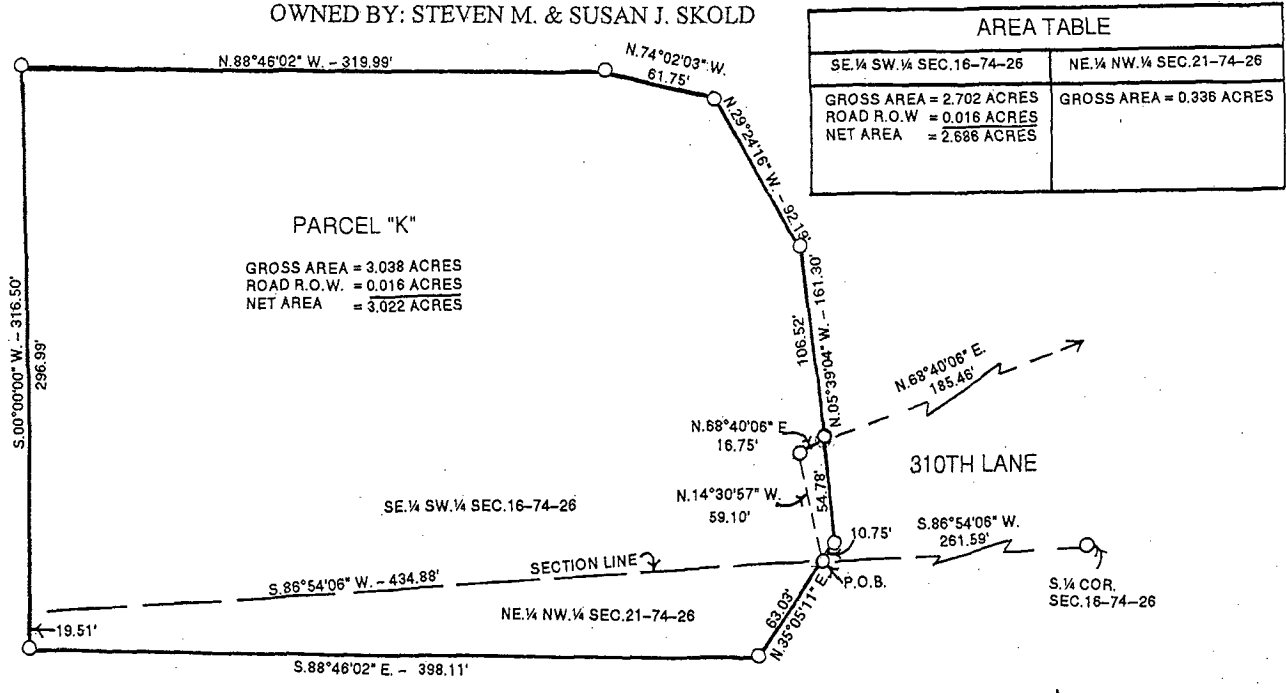 OWNED BY: STEVEN M. & SUSAN J. SKOLD
AREA TABLE
SE.¼ SW.¼ SEC.16-74-26
NE.¼ NW.¼ SEC.21-74-26
GROSS AREA = 2.702 ACRES
ROAD R.O.W = 0.016 ACRES
NET AREA = 2.686 ACRES
GROSS AREA = 0.336 ACRES
N.88°46'02" W. - 319.99'
N.74°02'03" W.
61.75'
N.29°24'16" W. - 92.19'
PARCEL "K"
GROSS AREA = 3.038 ACRES
ROAD R.O.W. = 0.016 ACRES
NET AREA = 3.022 ACRES
S.00°00'00" W. - 316.50'
296.99'
106.52'
N.05°39'04" W. - 161.30'
N.68°40'06" E.
185.46'
N.68°40'06" E
16.75'
310TH LANE
N.14°30'57" W.
59.10'
54.78'
SE.¼ SW.¼ SEC.16-74-26
10.75'
S.86°54'06" W.
261.59'
SECTION LINE
S.86°54'06" W. - 434.88'
P.O.B.
S.¼ COR.
SEC.16-74-26
NE.¼ NW.¼ SEC.21-74-26
63.03'
N.35°05'11" E.
19.51'
S.88°46'02" E. - 398.11'